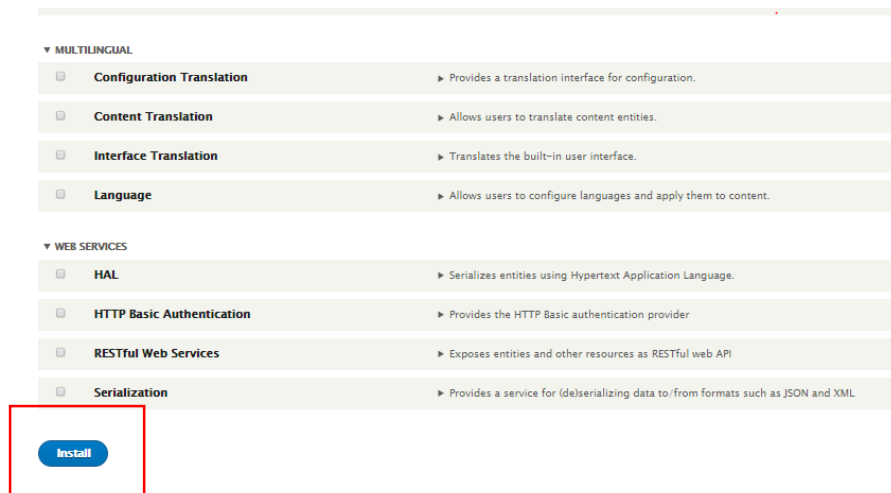 ▼ MULTILINGUAL
Configuration Translation ▶ Provides a translation interface for configuration.
Content Translation ▶ Allows users to translate content entities.
Interface Translation ▶ Translates the built-in user interface.
Language ▶ Allows users to configure languages and apply them to content.
▼ WEB SERVICES
HAL ▶ Serializes entities using Hypertext Application Language.
HTTP Basic Authentication ▶ Provides the HTTP Basic authentication provider
RESTful Web Services ▶ Exposes entities and other resources as RESTful web API
Serialization ▶ Provides a service for (de)serializing data to/from formats such as JSON and XML
Install